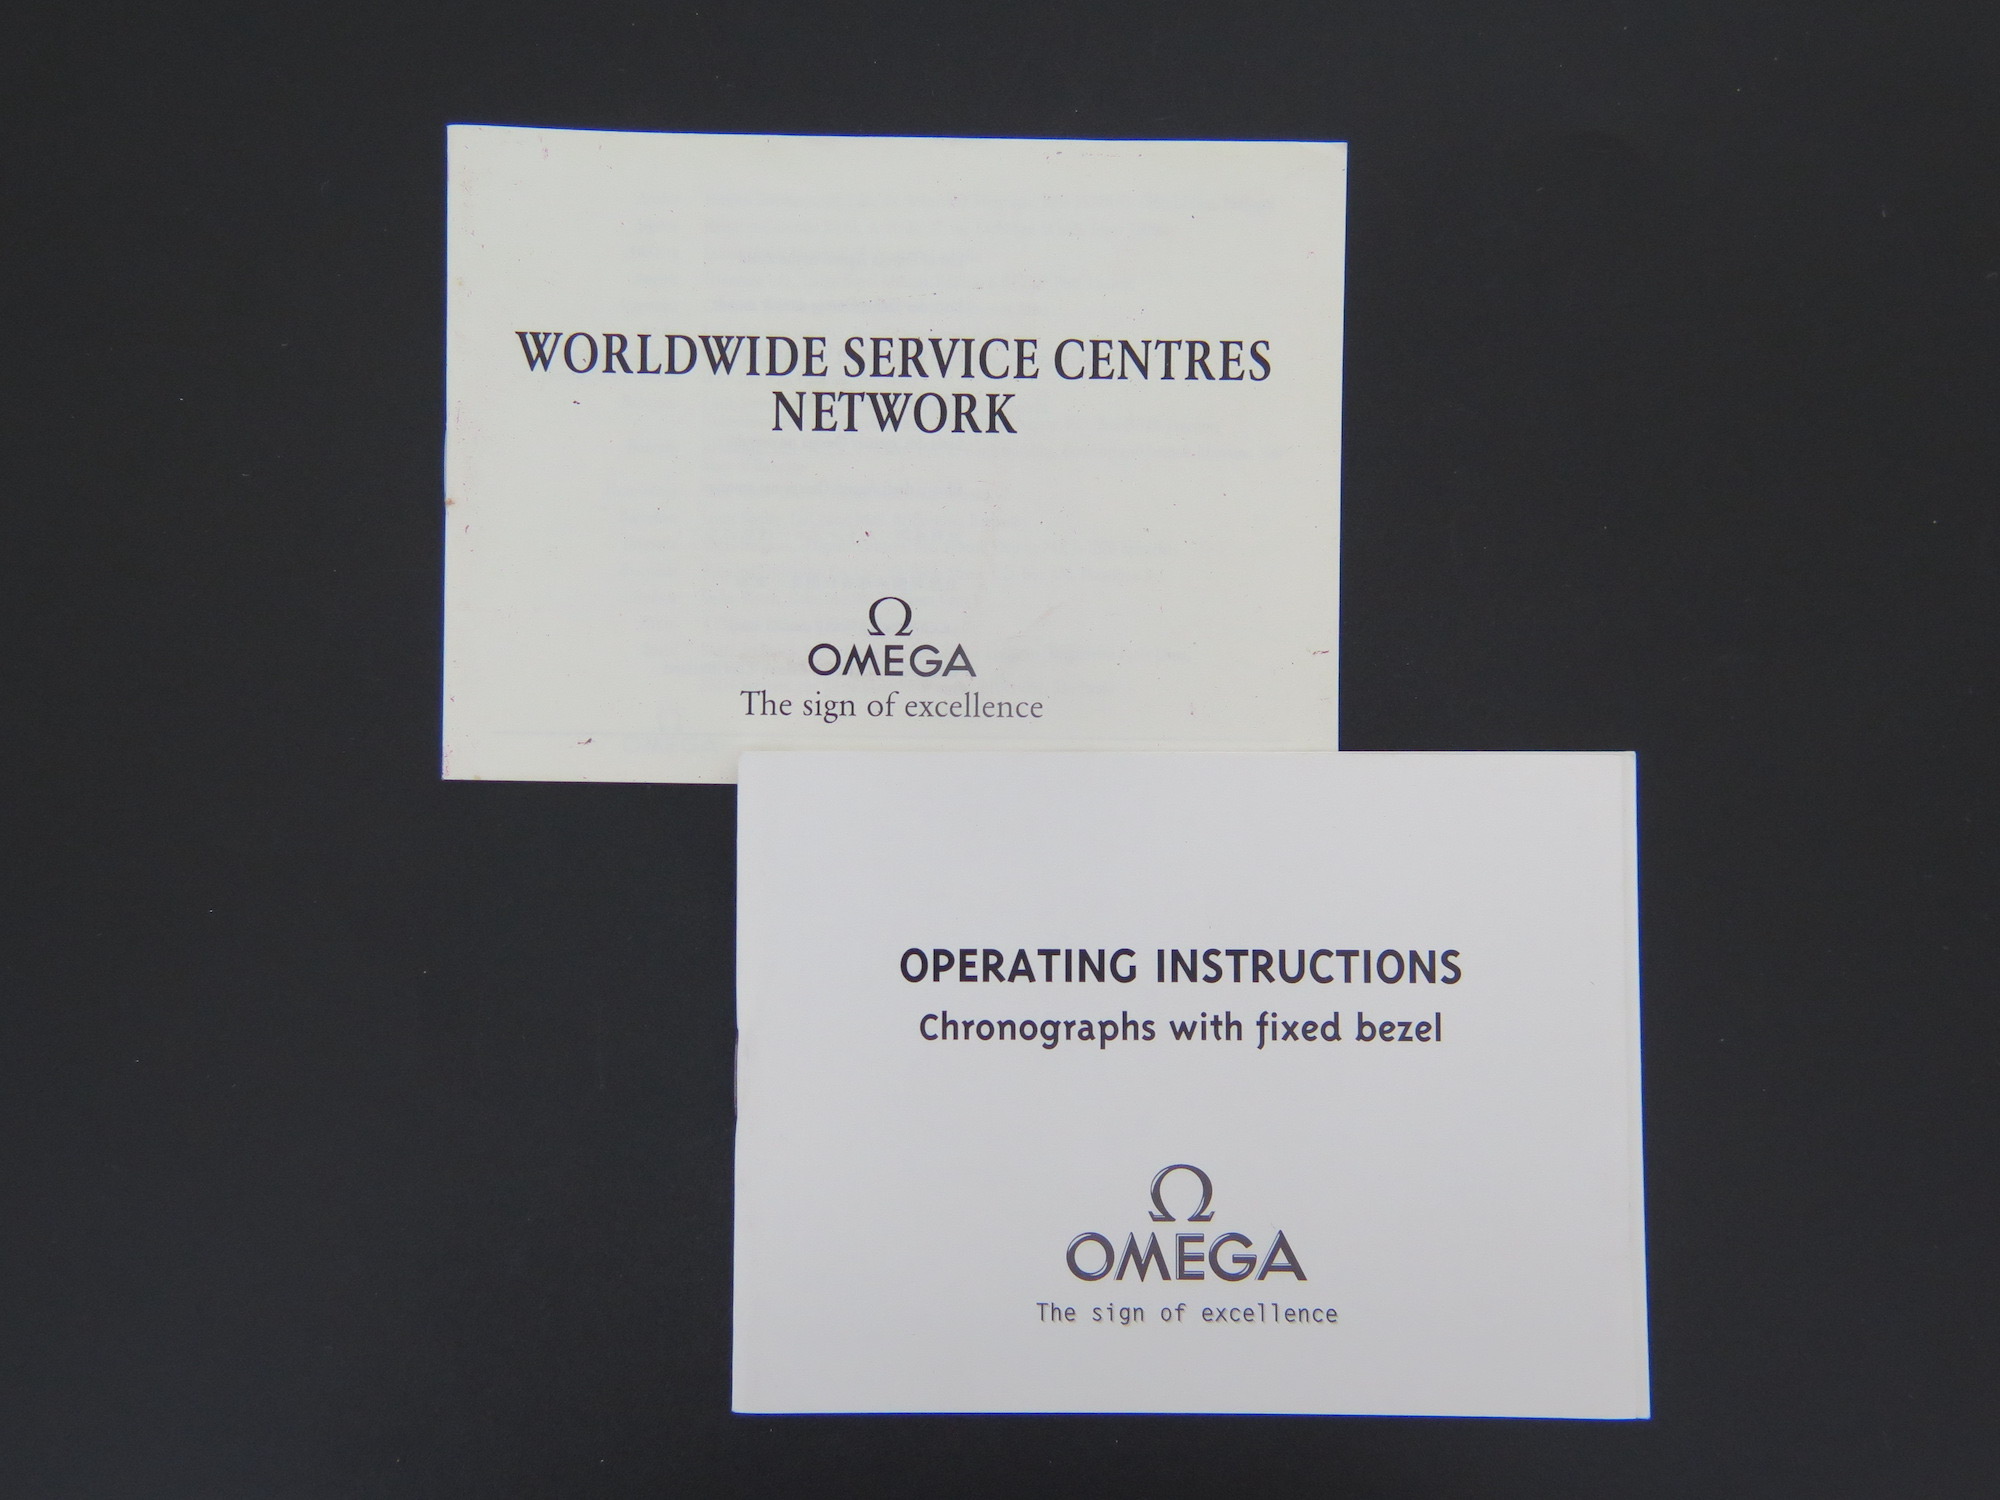 WORLDWIDE SERVICE CENTRES
NETWORK
Ω
OMEGA
The sign of excellence
OPERATING INSTRUCTIONS
Chronographs with fixed bezel
Ω
OMEGA
The sign of excellence